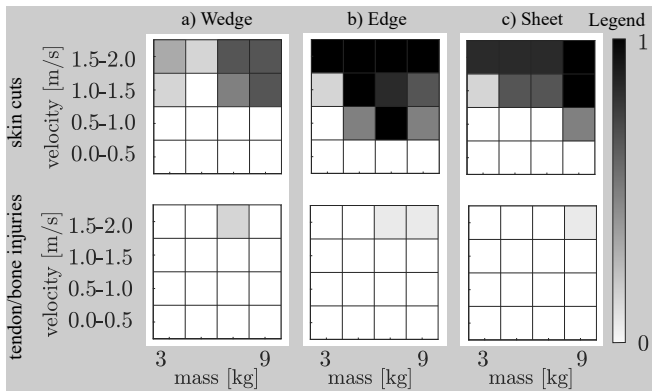 a) Wedge b) Edge c) Sheet Legend
skin cuts
velocity [m/s]
1.5-2.0
1.0-1.5
0.5-1.0
0.0-0.5
1
tendon/bone injuries
velocity [m/s]
1.5-2.0
1.0-1.5
0.5-1.0
0.0-0.5
0
3 9 3 9 3 9
mass [kg] mass [kg] mass [kg]